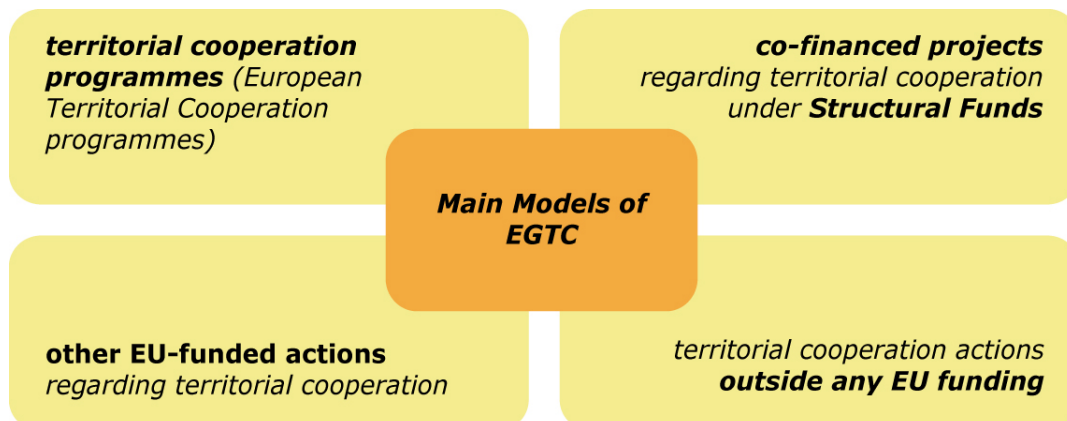 territorial cooperation
programmes (European
Territorial Cooperation
programmes)
co-financed projects
regarding territorial cooperation
under Structural Funds
Main Models of
EGTC
other EU-funded actions
regarding territorial cooperation
territorial cooperation actions
outside any EU funding